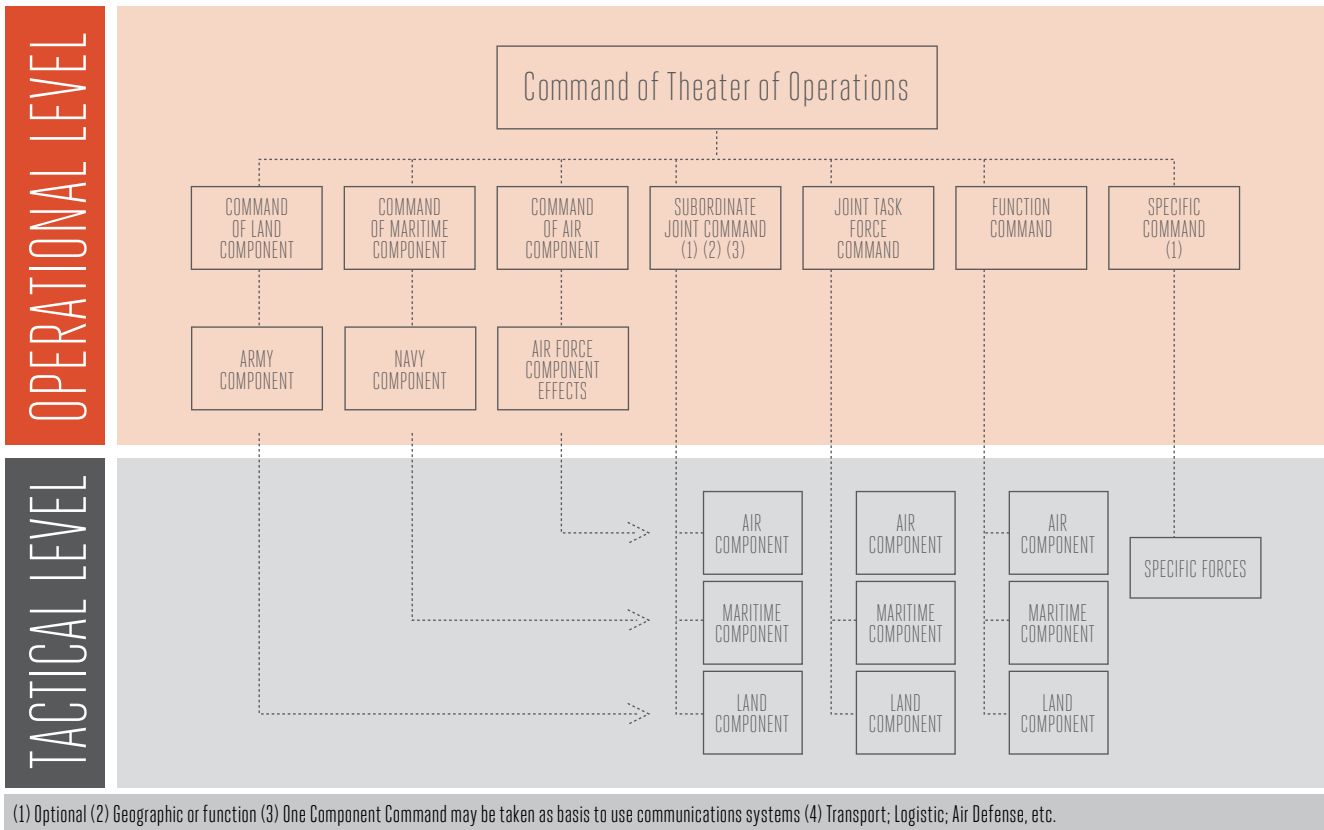 OPERATIONAL LEVEL
Command of Theater of Operations
COMMAND
OF LAND
COMPONENT
COMMAND
OF MARITIME
COMPONENT
COMMAND
OF AIR
COMPONENT
SUBORDINATE
JOINT COMMAND
(1) (2) (3)
JOINT TASK
FORCE
COMMAND
FUNCTION
COMMAND
SPECIFIC
COMMAND
(1)
ARMY
COMPONENT
NAVY
COMPONENT
AIR FORCE
COMPONENT
EFFECTS
TACTICAL LEVEL
AIR
COMPONENT
AIR
COMPONENT
AIR
COMPONENT
SPECIFIC FORCES
MARITIME
COMPONENT
MARITIME
COMPONENT
MARITIME
COMPONENT
LAND
COMPONENT
LAND
COMPONENT
LAND
COMPONENT
(1) Optional (2) Geographic or function (3) One Component Command may be taken as basis to use communications systems (4) Transport; Logistic; Air Defense, etc.